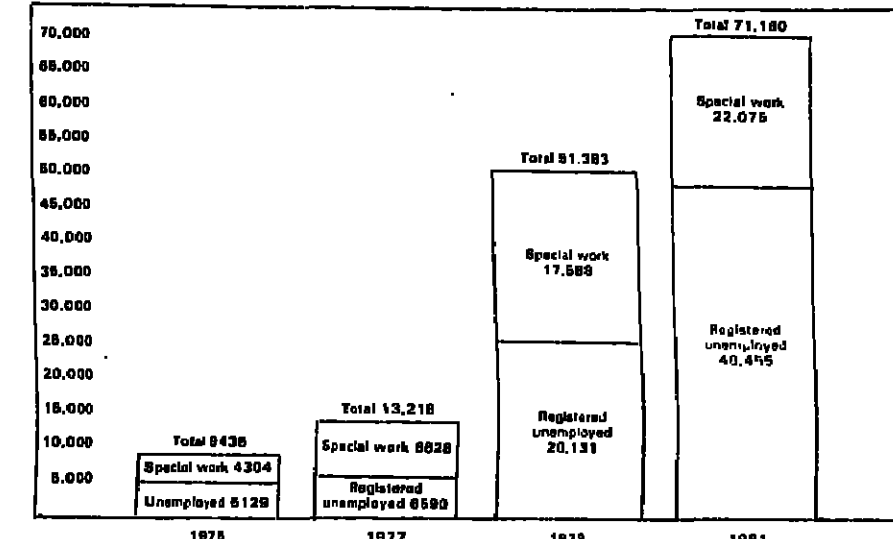 70,000
65,000
60,000
55,000
50,000
45,000
40,000
35,000
30,000
25,000
20,000
15,000
10,000
5,000
Total 9435
Special work 4304
Unemployed 5129
1975
Total 13,218
Special work 6628
Registered
unemployed 6590
1977
Total 51,383
Special work
17,588
Registered
unemployed
20,131
1979
Total 71,160
Special work
22,075
Registered
unemployed
40,455
1981